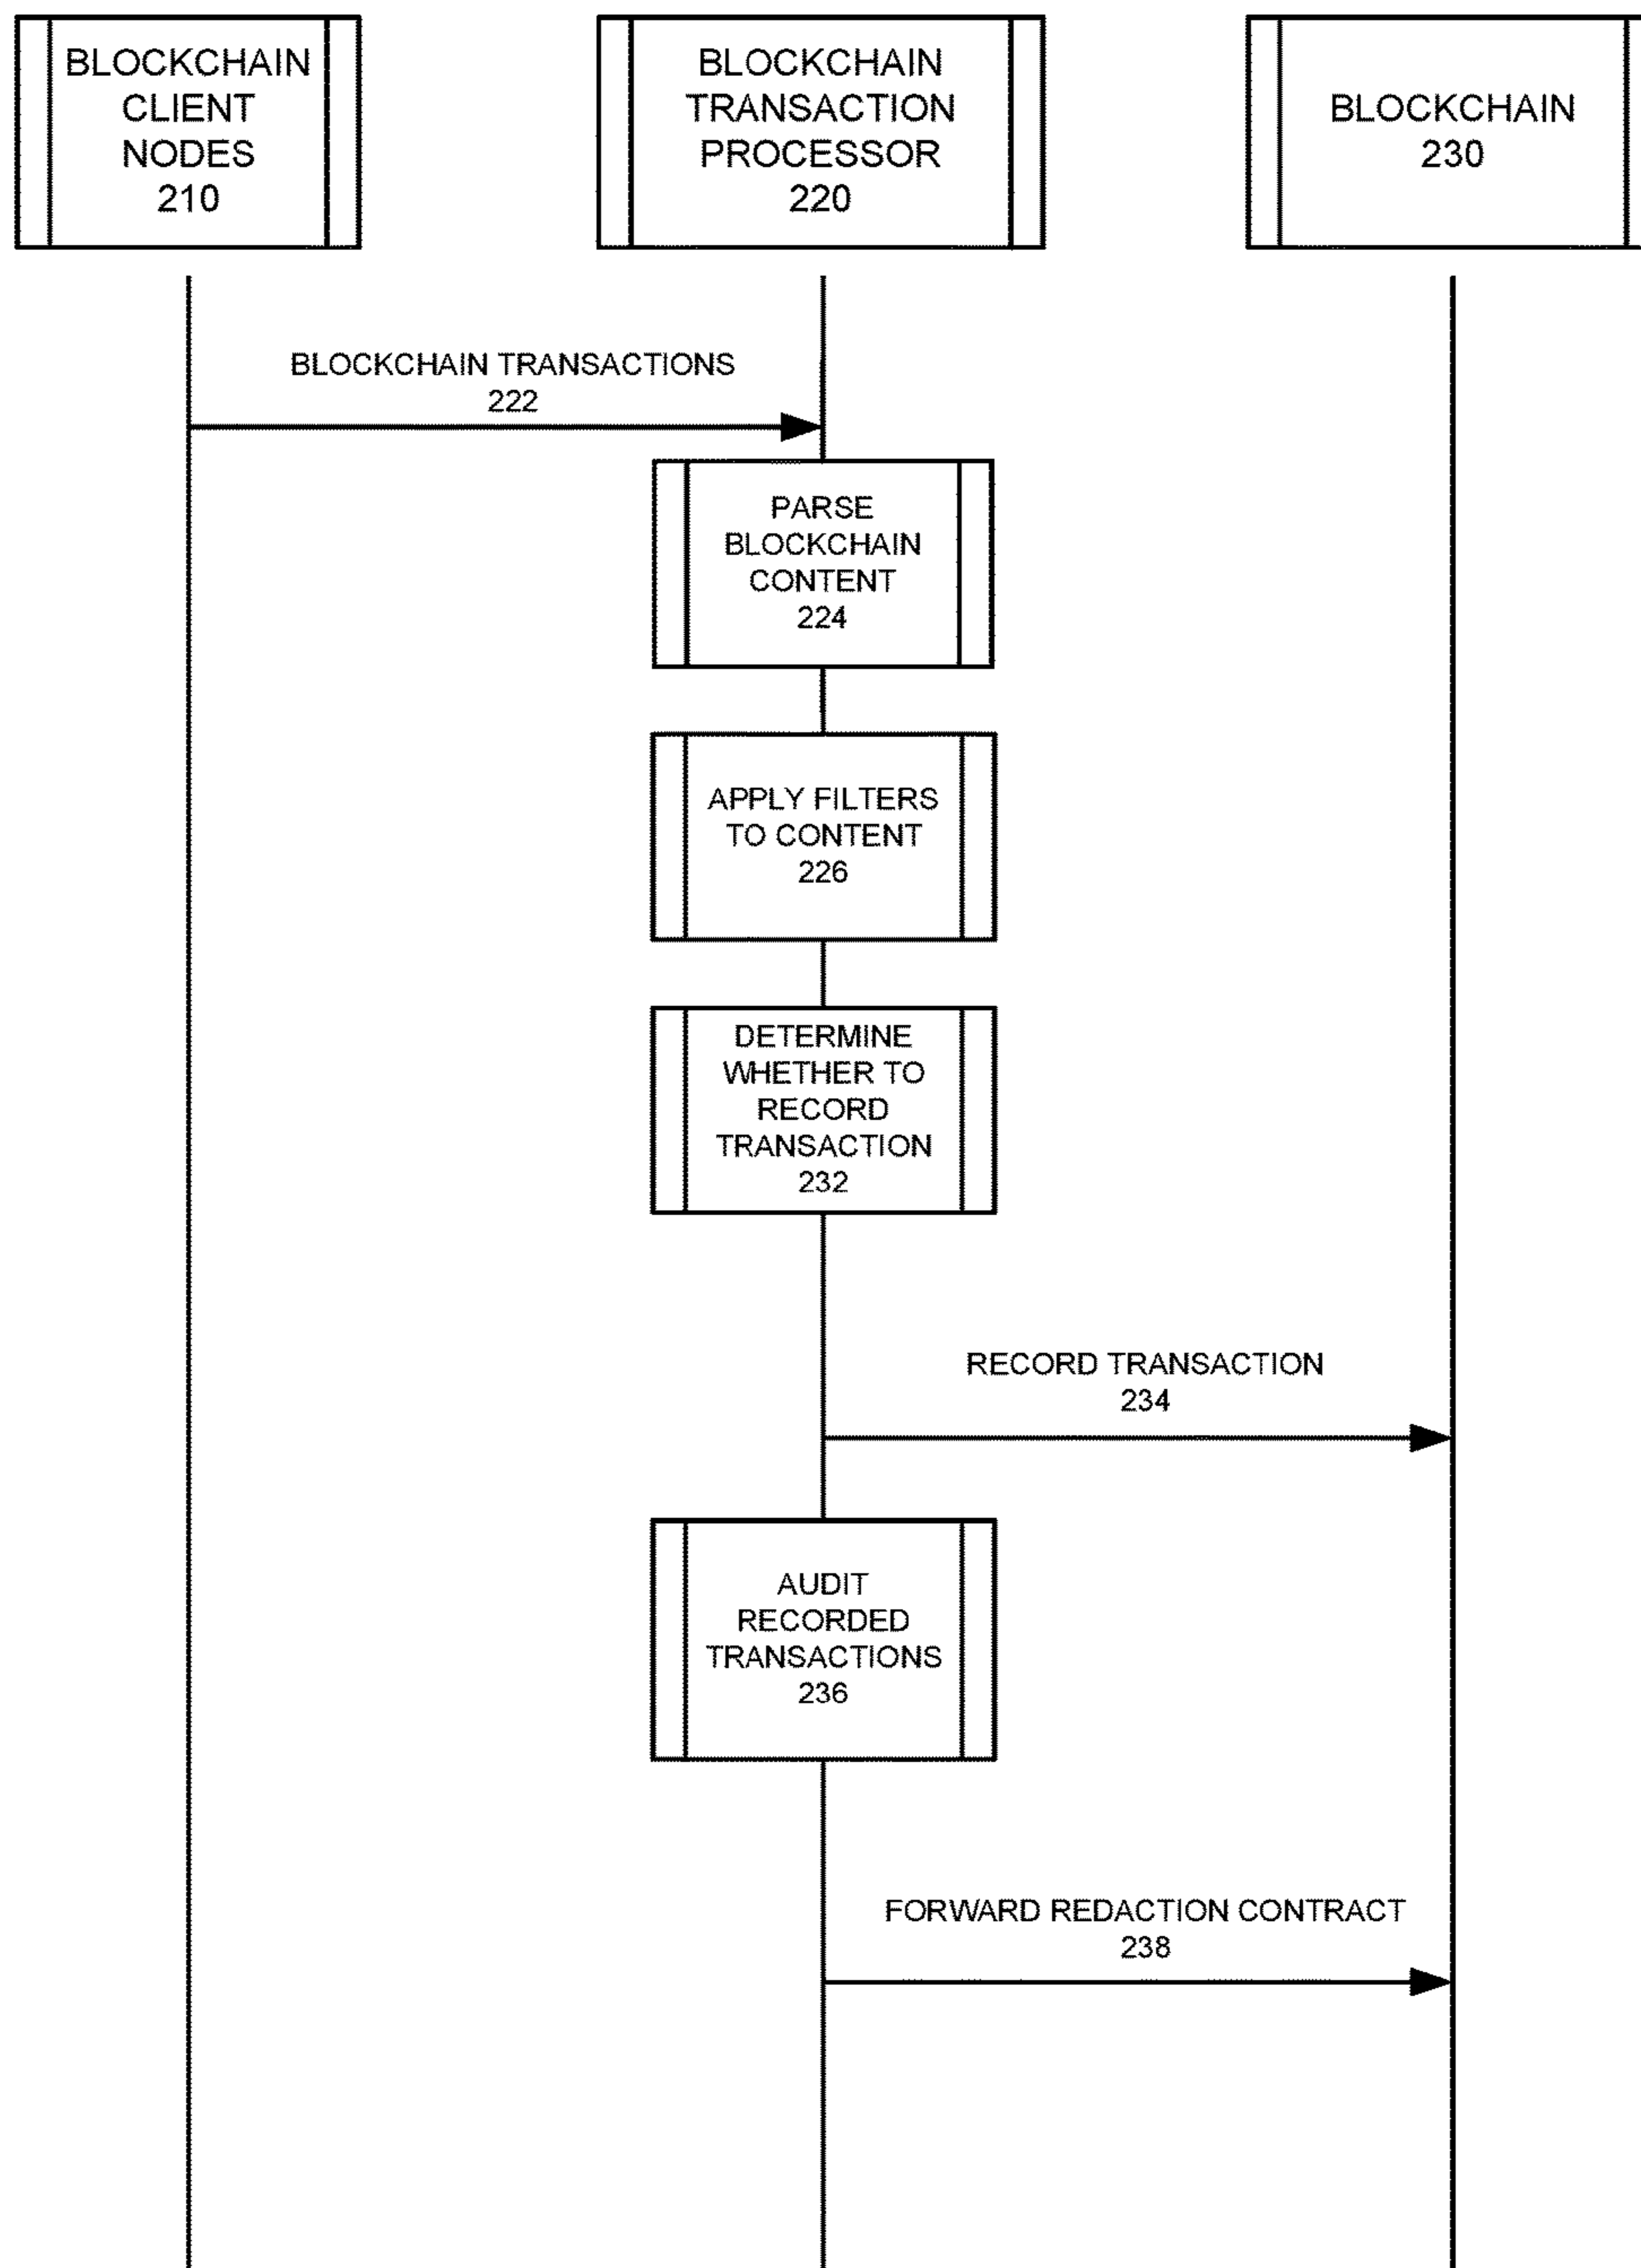 BLOCKCHAIN
CLIENT
NODES
210
BLOCKCHAIN
TRANSACTION
PROCESSOR
220
BLOCKCHAIN
230
BLOCKCHAIN TRANSACTIONS
222
PARSE
BLOCKCHAIN
CONTENT
224
APPLY FILTERS
TO CONTENT
226
DETERMINE
WHETHER TO
RECORD
TRANSACTION
232
RECORD TRANSACTION
234
AUDIT
RECORDED
TRANSACTIONS
236
FORWARD REDACTION CONTRACT
238